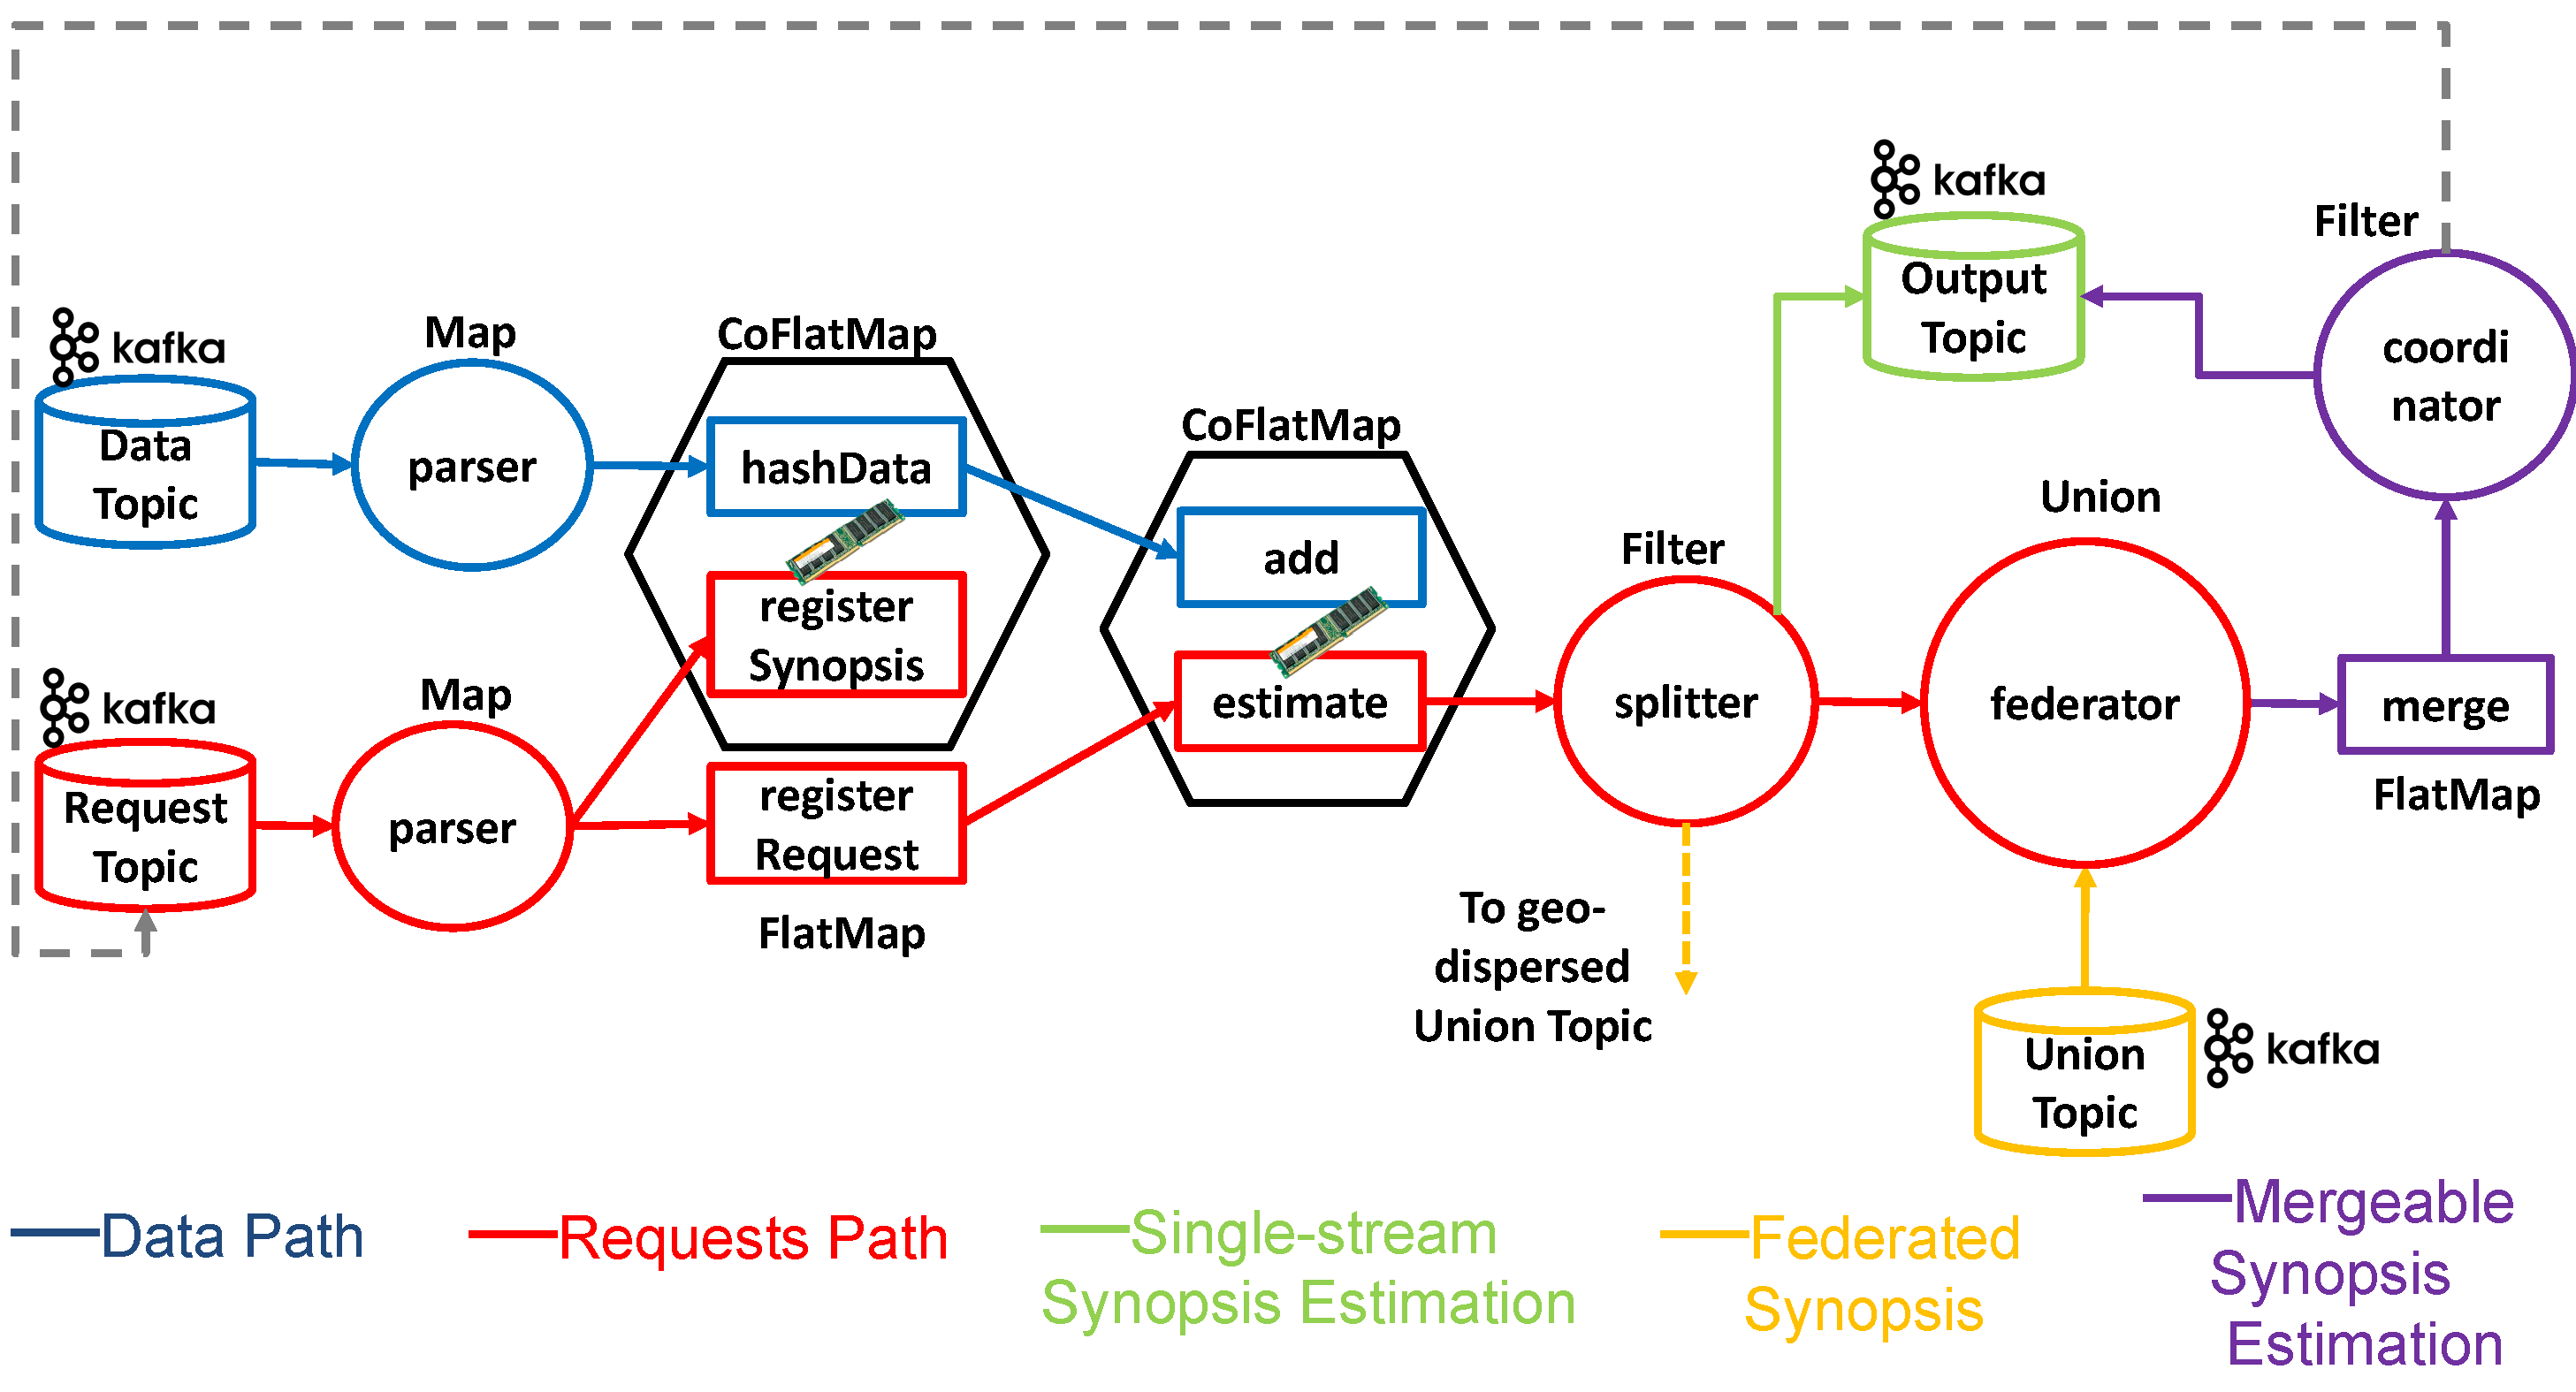 kafka
Data
Topic
Map
parser
CoFlatMap
hashData
register
Synopsis
kafka
Request
Topic
Map
parser
register
Request
FlatMap
CoFlatMap
add
estimate
Filter
splitter
To geo-
dispersed
Union Topic
kafka
Output
Topic
Union
federator
kafka
Union
Topic
Filter
coordi
nator
merge
FlatMap
Data Path
Requests Path
Single-stream
Synopsis Estimation
Federated
Synopsis
Mergeable
Synopsis
Estimation